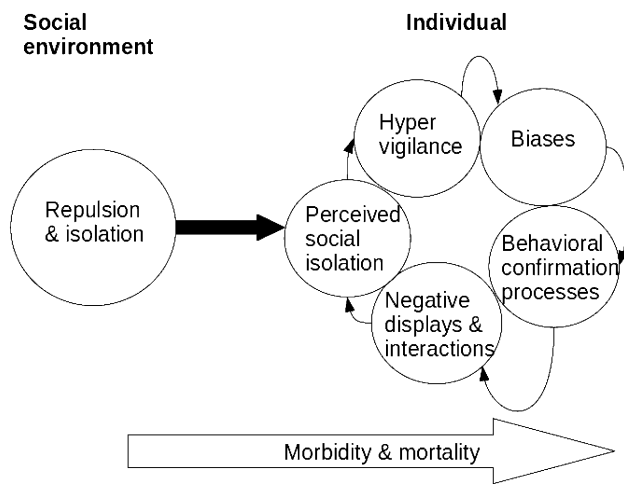 Social
environment
Individual
Hyper
vigilance
Biases
Repulsion
& isolation
Perceived
social
isolation
Behavioral
confirmation
processes
Negative
displays &
interactions
Morbidity & mortality